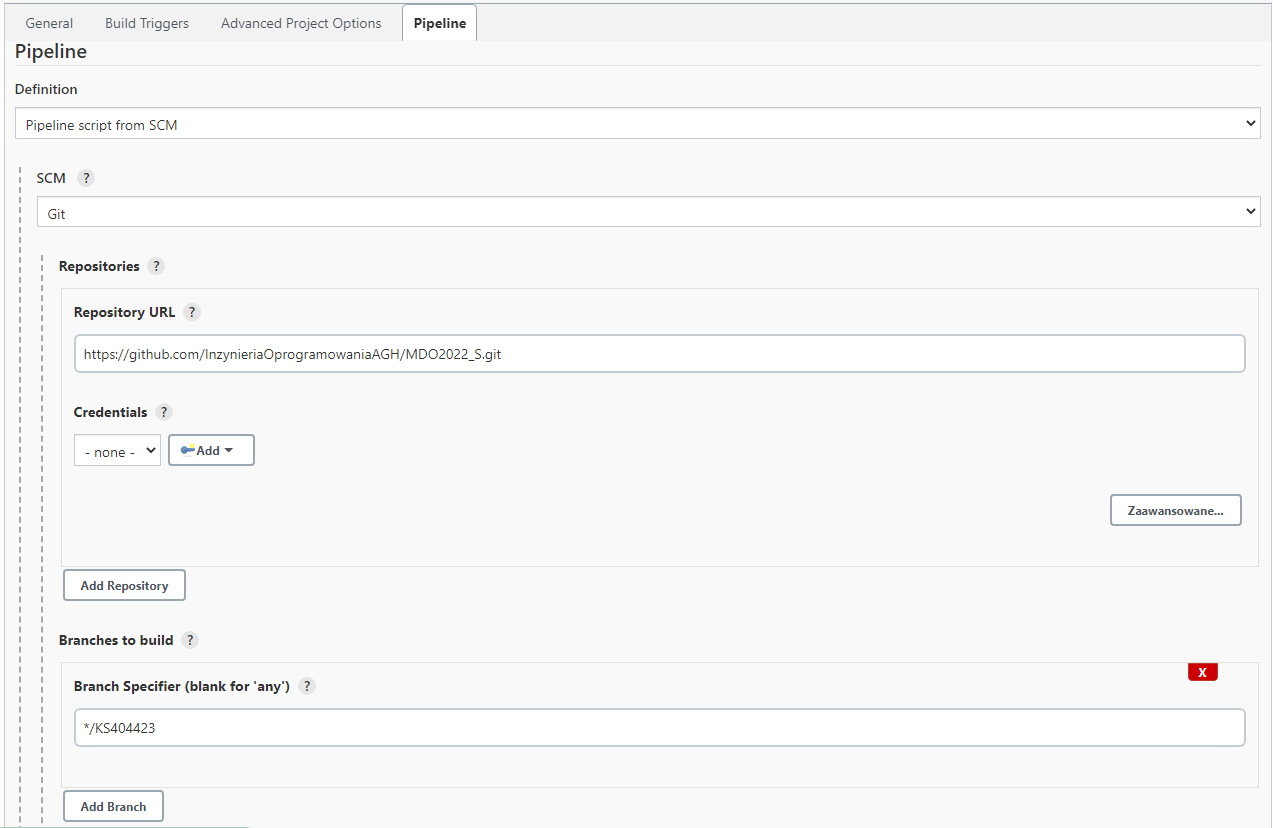 General Build Triggers Advanced Project Options Pipeline
Pipeline
Definition
Pipeline script from SCM
SCM ?
Git
Repositories ?
Repository URL ?
https://github.com/InzynieriaOprogramowaniaAGH/MDO2022_S.git
Credentials ?
- none - Add
Zaawansowane...
Add Repository
Branches to build ?
X
Branch Specifier (blank for 'any') ?
*/KS404423
Add Branch